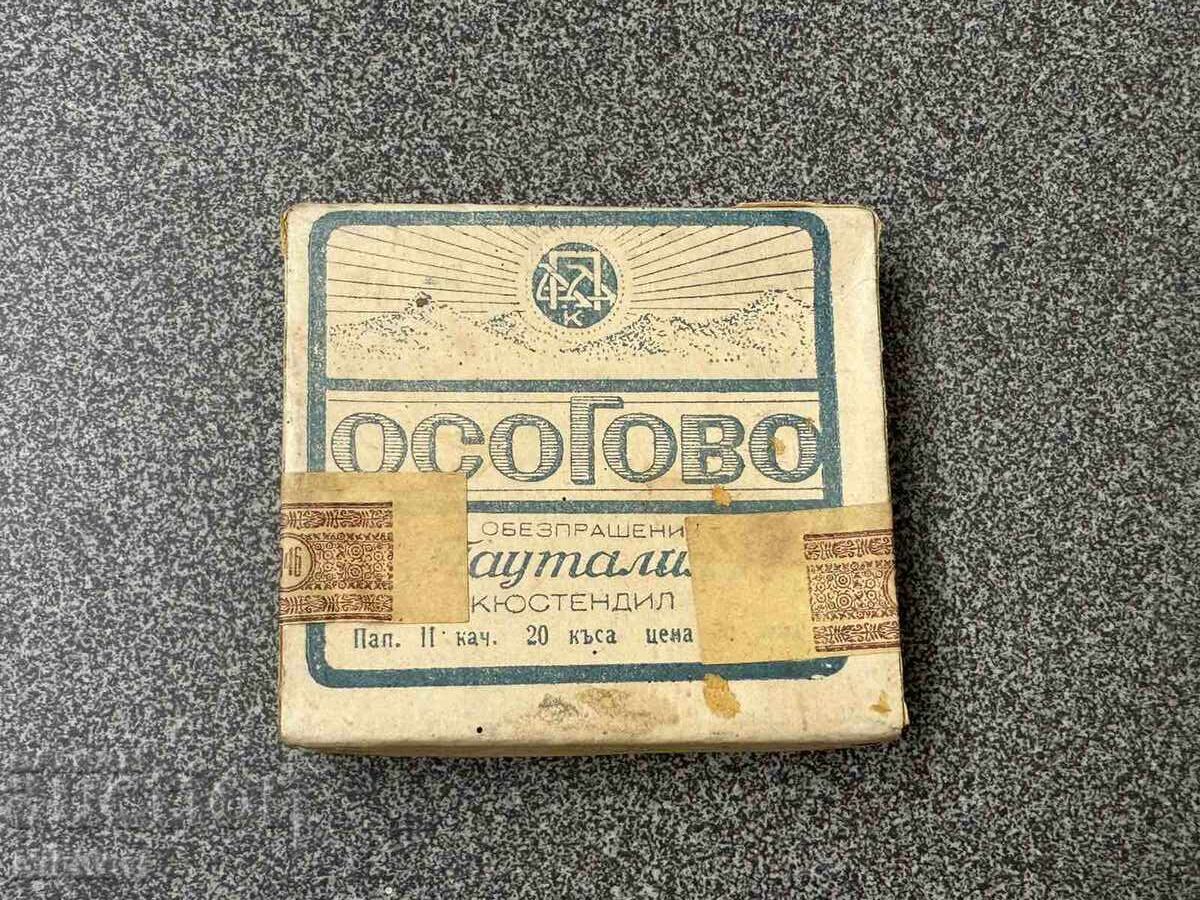 К
ОСОГОВО
ОБЕЗПРАШЕНИ
КЮСТЕНДИЛ
Пап. II кач. 20 къса цена